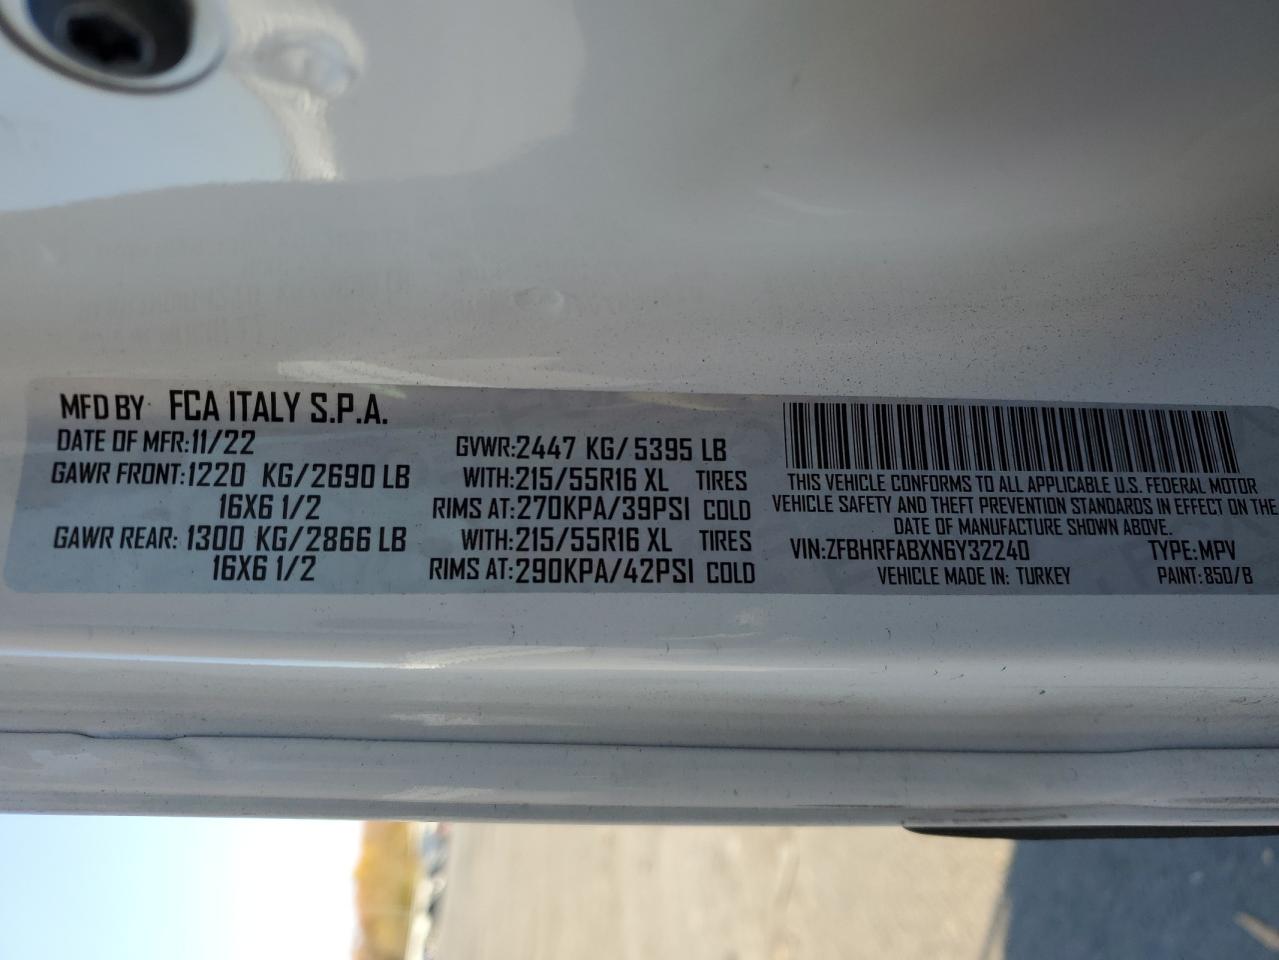 MFD BY FCA ITALY S.P.A.
DATE OF MFR:11/22
GVWR:2447 KG/5395 LB
GAWR FRONT:1220 KG/2690 LB WITH:215/55R16 XL TIRES
16X6 1/2 RIMS AT:270KPA/39PSI COLD
GAWR REAR: 1300 KG/2866 LB WITH:215/55R16 XL TIRES
16X6 1/2 RIMS AT:290KPA/42PSI COLD
THIS VEHICLE CONFORMS TO ALL APPLICABLE U.S. FEDERAL MOTOR
VEHICLE SAFETY AND THEFT PREVENTION STANDARDS IN EFFECT ON THE
DATE OF MANUFACTURE SHOWN ABOVE.
VIN:ZFBHRFABXN6Y32240 TYPE:MPV
VEHICLE MADE IN: TURKEY PAINT:850/B